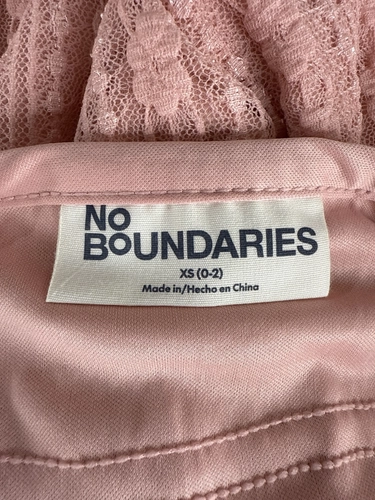 No
BoUNDARIES
XS (0-2)
Made in/Hecho en China